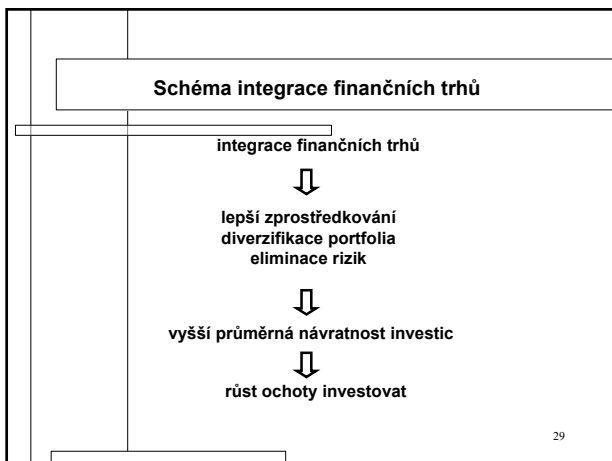 Schéma integrace finančních trhů
integrace finančních trhů
lepší zprostředkování
diverzifikace portfolia
eliminace rizik
vyšší průměrná návratnost investic
růst ochoty investovat
29